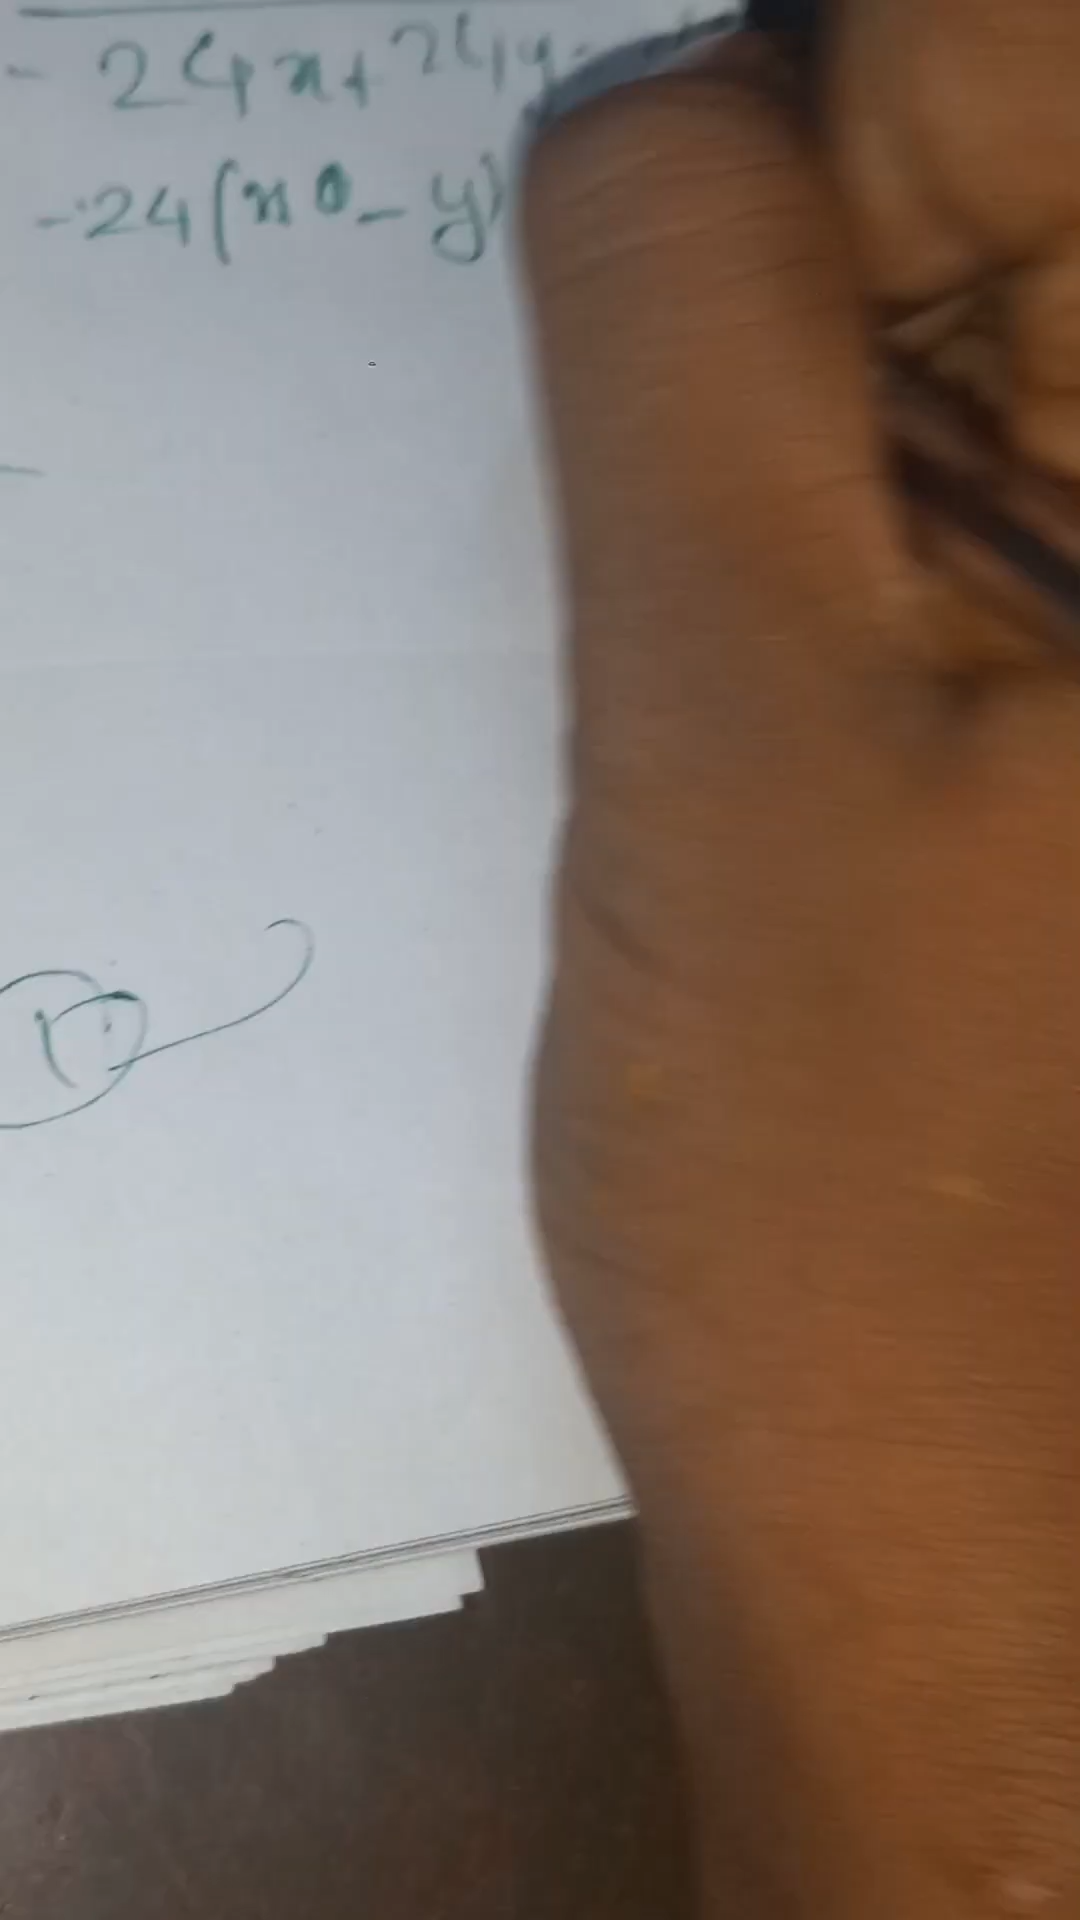 - 24x + 24y
-24(x - y)